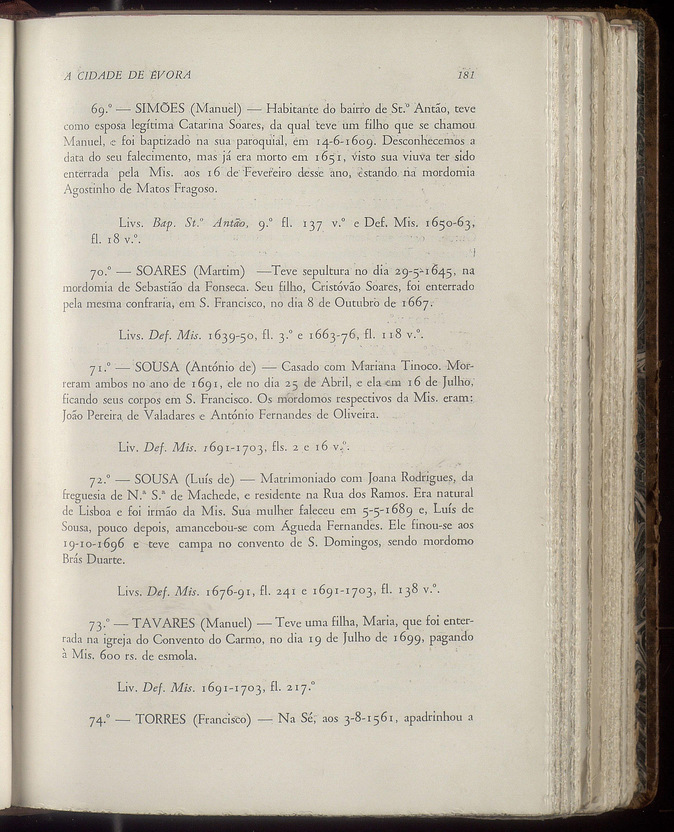 A CIDADE DE ÉVORA 181
69.º — SIMÕES (Manuel) — Habitante do bairro de St.º Antão, teve
como esposa legítima Catarina Soares, da qual teve um filho que se chamou
Manuel, e foi baptizado na sua paroquial, em 14-6-1609. Desconhecemos a
data do seu falecimento, mas já era morto em 1651, visto sua viuva ter sido
enterrada pela Mis. aos 16 de Fevereiro desse ano, estando na mordomia
Agostinho de Matos Fragoso.
Livs. Bap. St.º Antão, 9.º fl. 137 v.º e Def. Mis. 1650-63,
fl. 18 v.º.
70.º — SOARES (Martim) —Teve sepultura no dia 29-5-1645, na
mordomia de Sebastião da Fonseca. Seu filho, Cristóvão Soares, foi enterrado
pela mesma confraria, em S. Francisco, no dia 8 de Outubro de 1667.
Livs. Def. Mis. 1639-50, fl. 3.º e 1663-76, fl. 118 v.º.
71.º — SOUSA (António de) — Casado com Mariana Tinoco. Mor-
reram ambos no ano de 1691, ele no dia 25 de Abril, e ela em 16 de Julho,
ficando seus corpos em S. Francisco. Os mordomos respectivos da Mis. eram:
João Pereira de Valadares e António Fernandes de Oliveira.
Liv. Def. Mis. 1691-1703, fls. 2 e 16 v.º.
72.º — SOUSA (Luís de) — Matrimoniado com Joana Rodrigues, da
freguesia de N.ª S.ª de Machede, e residente na Rua dos Ramos. Era natural
de Lisboa e foi irmão da Mis. Sua mulher faleceu em 5-5-1689 e, Luís de
Sousa, pouco depois, amancebou-se com Águeda Fernandes. Ele finou-se aos
19-10-1696 e teve campa no convento de S. Domingos, sendo mordomo
Brás Duarte.
Livs. Def. Mis. 1676-91, fl. 241 e 1691-1703, fl. 138 v.º.
73.º — TAVARES (Manuel) — Teve uma filha, Maria, que foi enter-
rada na igreja do Convento do Carmo, no dia 19 de Julho de 1699, pagando
à Mis. 600 rs. de esmola.
Liv. Def. Mis. 1691-1703, fl. 217.º
74.º — TORRES (Francisco) — Na Sé, aos 3-8-1561, apadrinhou a